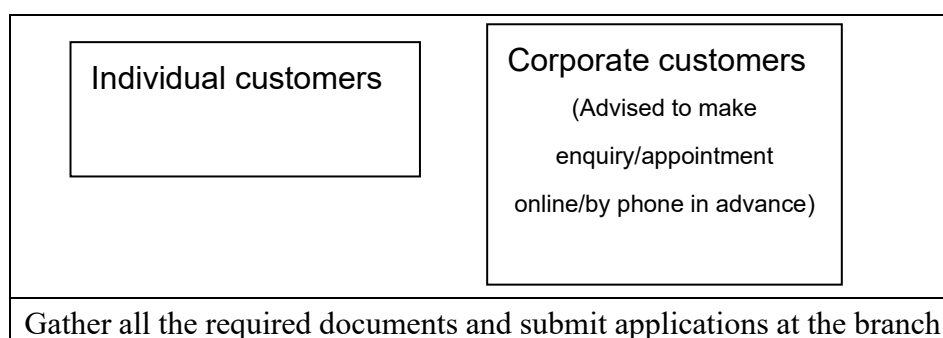 Individual customers
Corporate customers
(Advised to make
enquiry/appointment
online/by phone in advance)
Gather all the required documents and submit applications at the branch